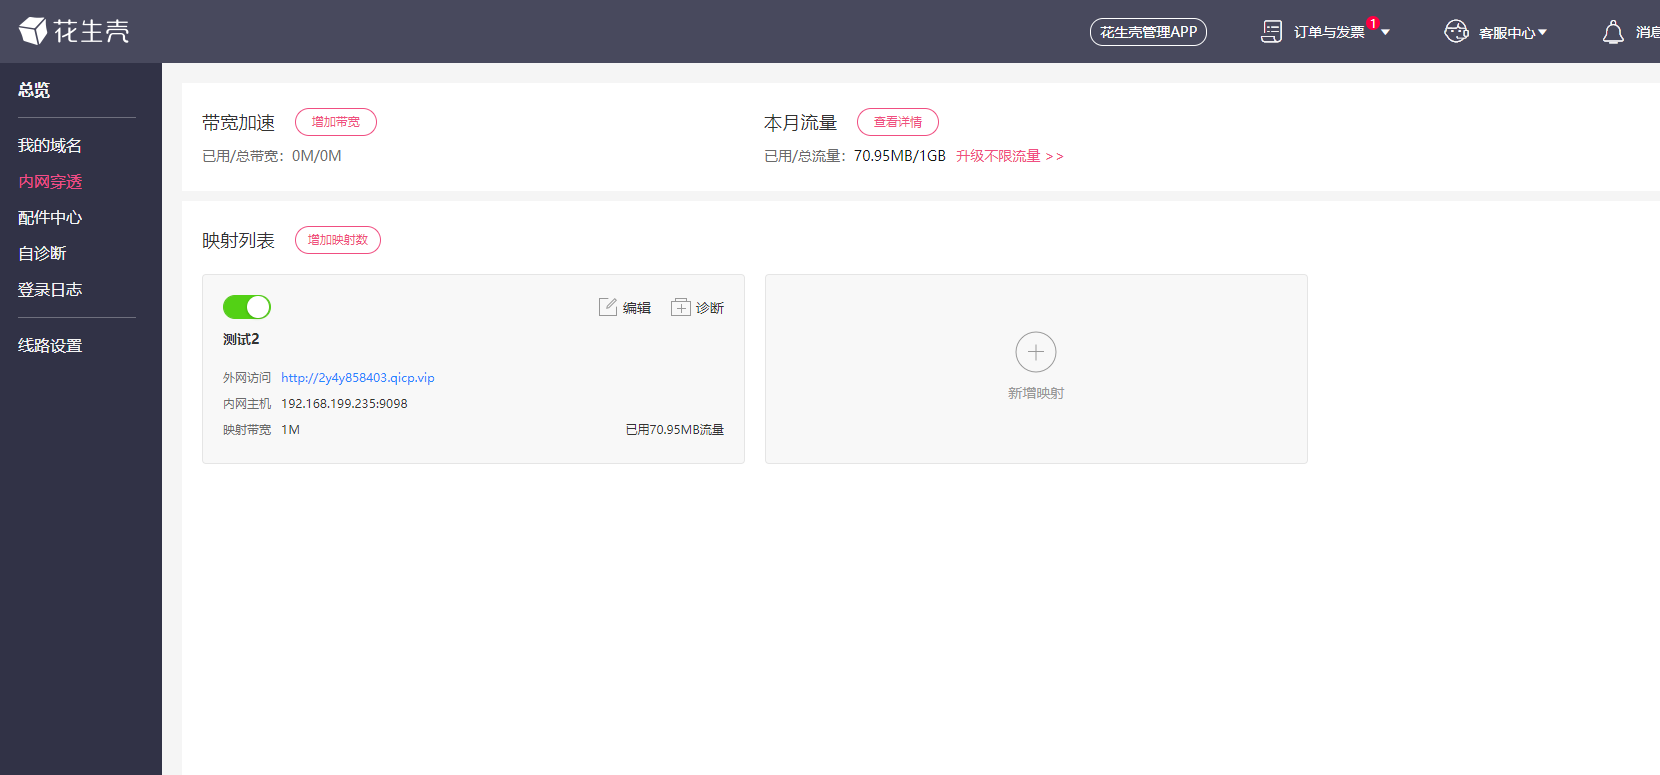 花生壳
花生壳管理APP
订单与发票
1
客服中心
消息
总览
我的域名
内网穿透
配件中心
自诊断
登录日志
线路设置
带宽加速
增加带宽
已用/总带宽：0M/0M
本月流量
查看详情
已用/总流量：70.95MB/1GB 升级不限流量 >>
映射列表
增加映射数
编辑
诊断
测试2
外网访问 http://2y4y858403.qicp.vip
内网主机 192.168.199.235:9098
映射带宽 1M
已用70.95MB流量
新增映射